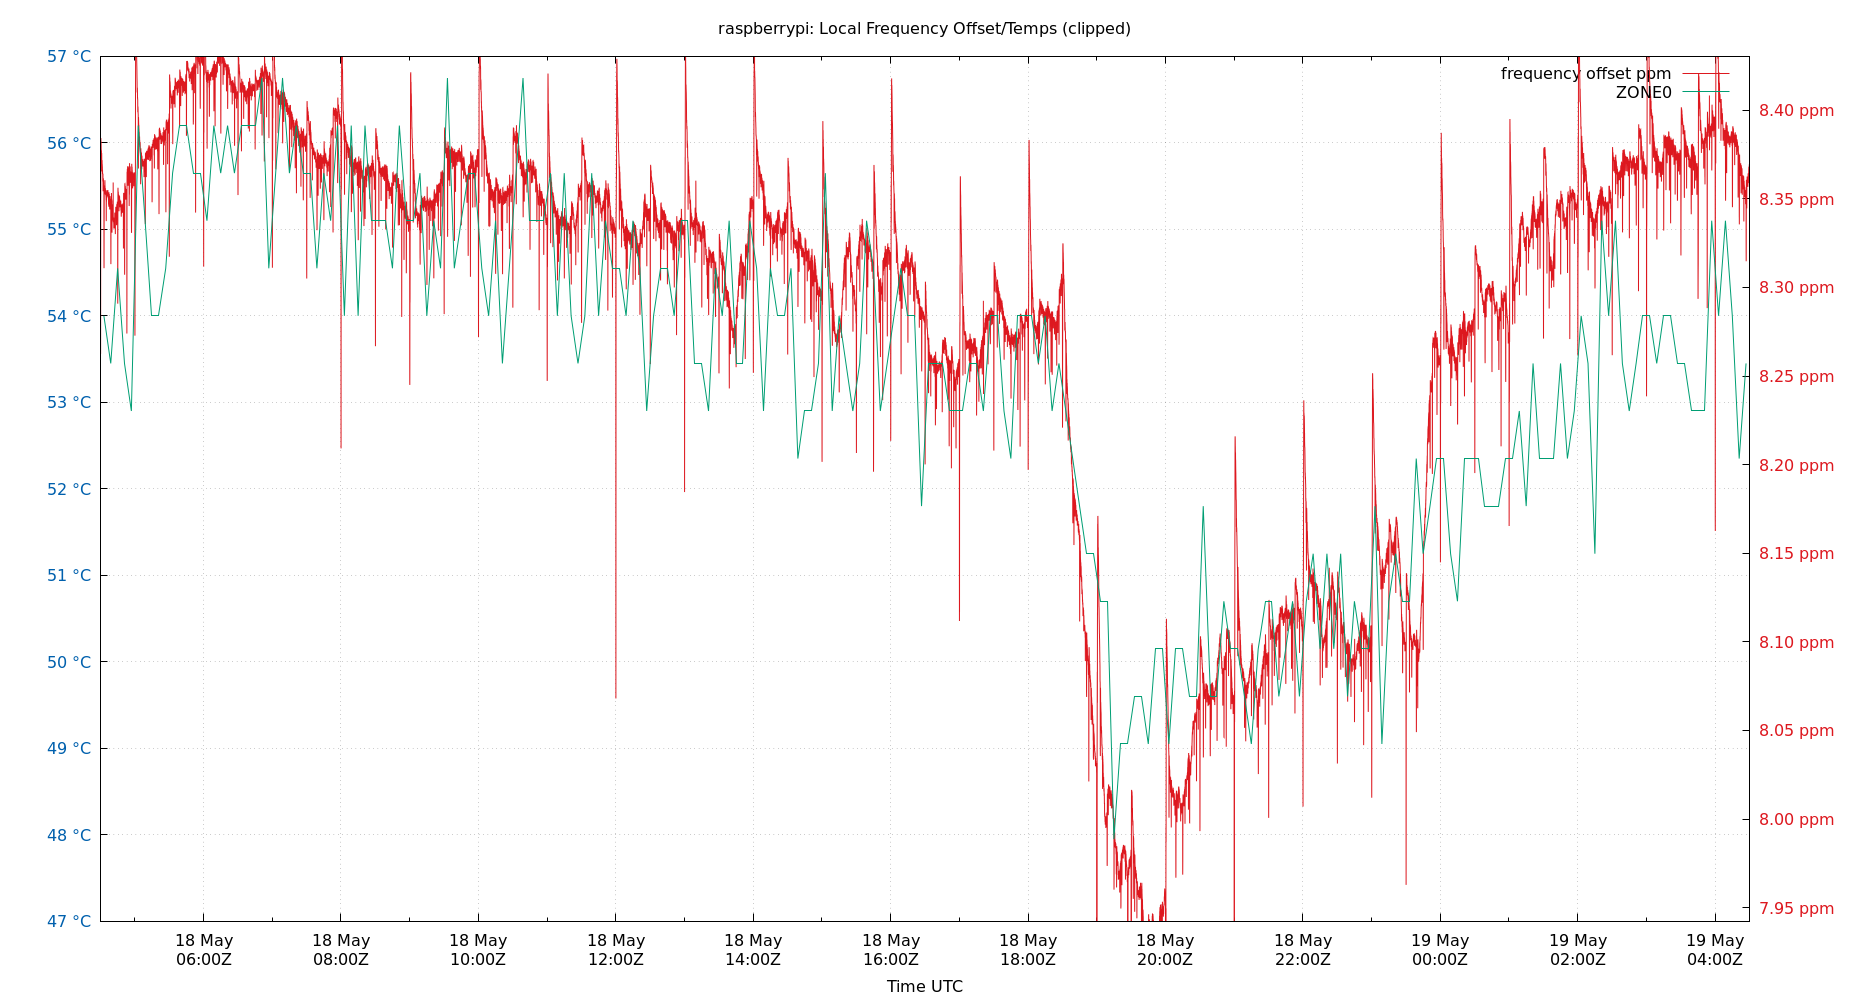 raspberrypi: Local Frequency Offset/Temps (clipped)
57 °C
56 °C
55 °C
54 °C
53 °C
52 °C
51 °C
50 °C
49 °C
48 °C
47 °C
frequency offset ppm
ZONE0
8.40 ppm
8.35 ppm
8.30 ppm
8.25 ppm
8.20 ppm
8.15 ppm
8.10 ppm
8.05 ppm
8.00 ppm
7.95 ppm
18 May 18 May 18 May 18 May 18 May 18 May 18 May 18 May 18 May 19 May 19 May 19 May
06:00Z 08:00Z 10:00Z 12:00Z 14:00Z 16:00Z 18:00Z 20:00Z 22:00Z 00:00Z 02:00Z 04:00Z
Time UTC